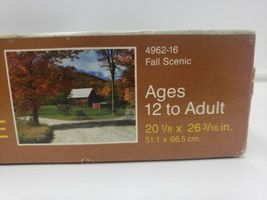 4962-16
Fall Scenic
Ages
12 to Adult
20 1/8 x 26 3/16 in.
51.1 x 66.5 cm.